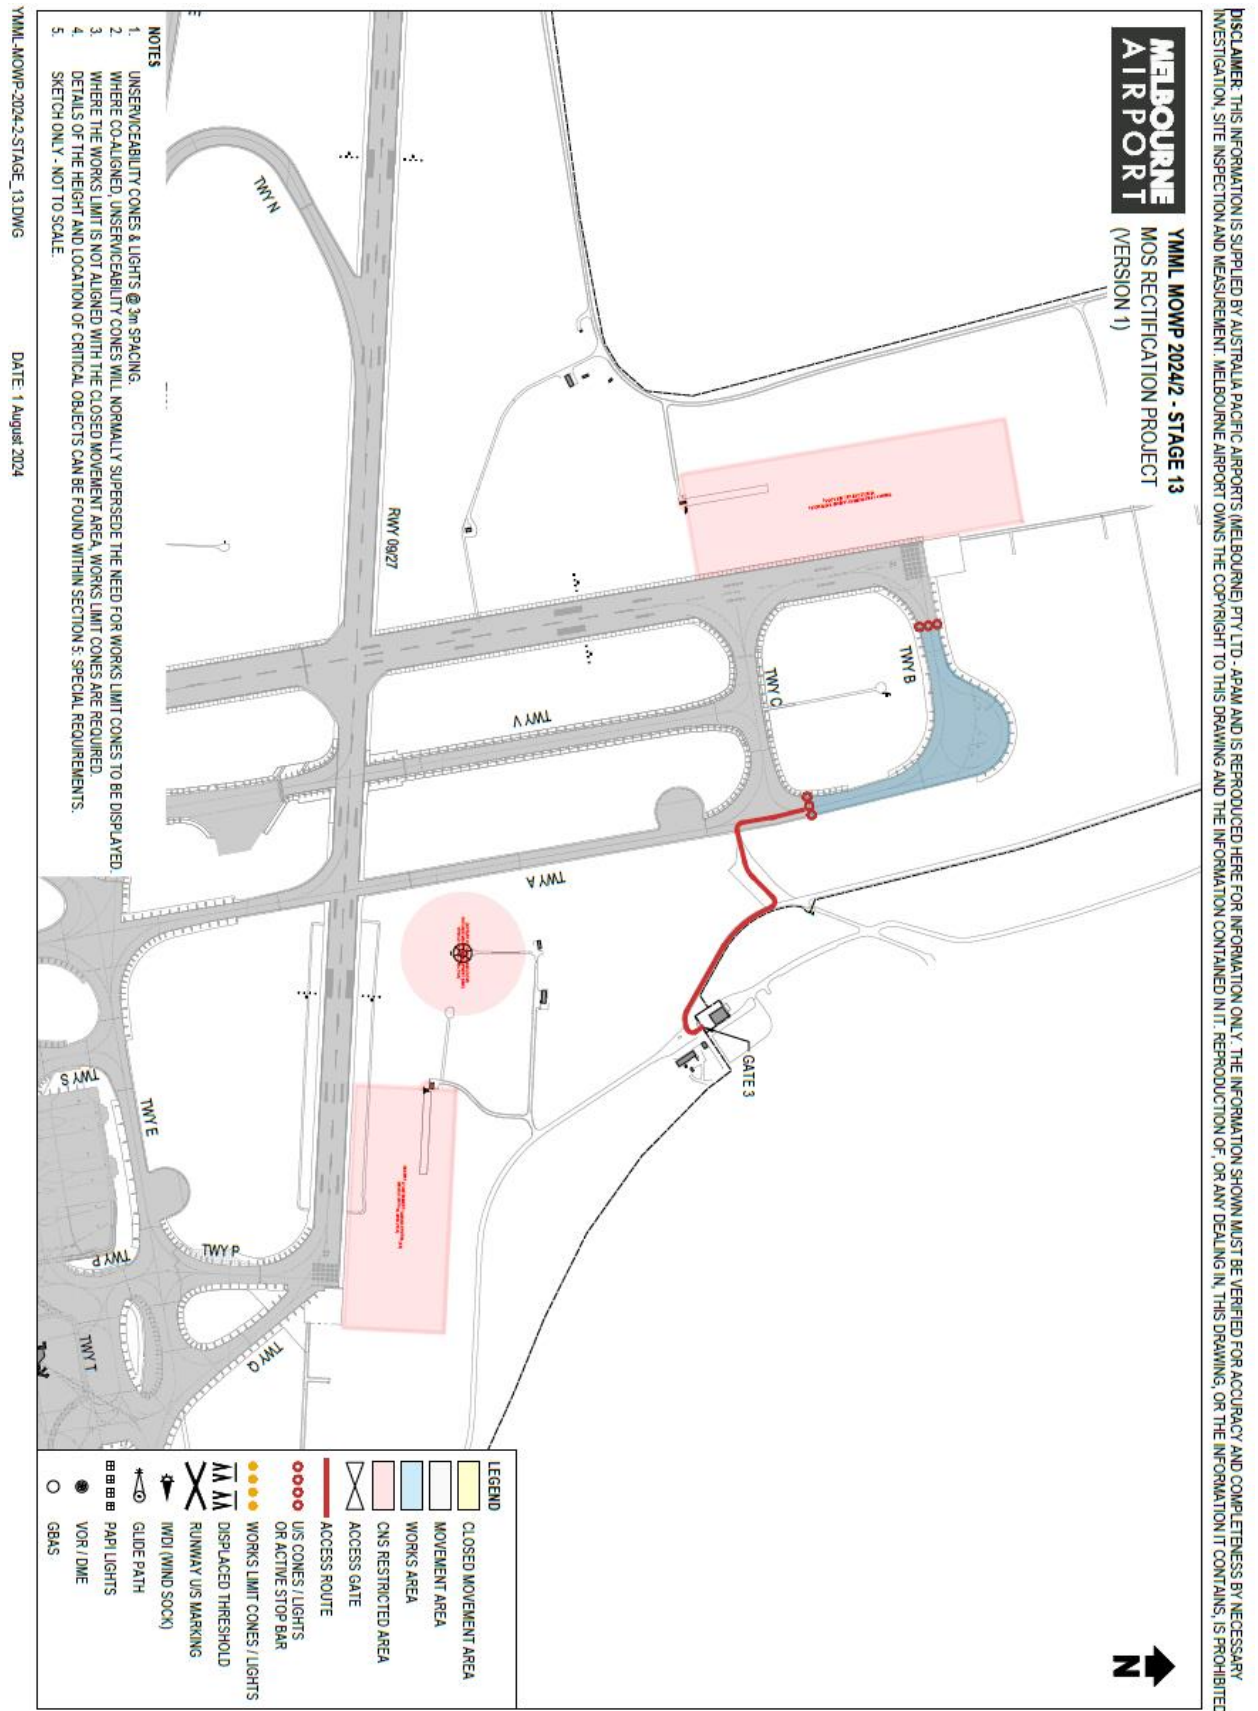 DISCLAIMER: THIS INFORMATION IS SUPPLIED BY AUSTRALIA PACIFIC AIRPORTS (MELBOURNE) PTY LTD - APAM AND IS REPRODUCED HERE FOR INFORMATION ONLY. THE INFORMATION SHOWN MUST BE VERIFIED FOR ACCURACY AND COMPLETENESS BY NECESSARY
INVESTIGATION, SITE INSPECTION AND MEASUREMENT. MELBOURNE AIRPORT OWNS THE COPYRIGHT TO THIS DRAWING AND THE INFORMATION CONTAINED IN IT. REPRODUCTION OF, OR ANY DEALING IN, THIS DRAWING, OR THE INFORMATION IT CONTAINS, IS PROHIBITED
MELBOURNE
AIRPORT
YMML MOWP 2024/2 - STAGE 13
MOS RECTIFICATION PROJECT
(VERSION 1)
N
TWY B
TWY C
GATE 3
TWY V
TWY A
RWY 09/27
TWY N
TWY E
TWY S
TWY P
TWY P
TWY Q
TWY T
LEGEND
CLOSED MOVEMENT AREA
MOVEMENT AREA
WORKS AREA
CNS RESTRICTED AREA
ACCESS GATE
ACCESS ROUTE
U/S CONES / LIGHTS
OR ACTIVE STOP BAR
WORKS LIMIT CONES / LIGHTS
DISPLACED THRESHOLD
RUNWAY U/S MARKING
IWDI (WIND SOCK)
GLIDE PATH
PAPI LIGHTS
VOR / DME
GBAS
NOTES
1. UNSERVICEABILITY CONES & LIGHTS @ 3m SPACING.
2. WHERE CO-ALIGNED, UNSERVICEABILITY CONES WILL NORMALLY SUPERSEDE THE NEED FOR WORKS LIMIT CONES TO BE DISPLAYED.
3. WHERE THE WORKS LIMIT IS NOT ALIGNED WITH THE CLOSED MOVEMENT AREA, WORKS LIMIT CONES ARE REQUIRED.
4. DETAILS OF THE HEIGHT AND LOCATION OF CRITICAL OBJECTS CAN BE FOUND WITHIN SECTION 5: SPECIAL REQUIREMENTS.
5. SKETCH ONLY - NOT TO SCALE.
YMML-MOWP-2024-2-STAGE_13.DWG DATE: 1 August 2024